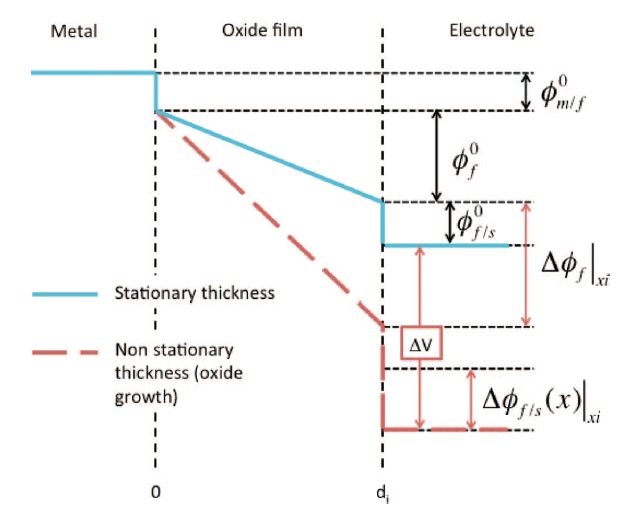 Metal
Oxide film
Electrolyte
ϕ⁰ₘ/f
ϕ⁰f
ϕ⁰f/s
Δϕf|xi
Stationary thickness
Non stationary
thickness (oxide
growth)
ΔV
Δϕf/s(x)|xi
0
di